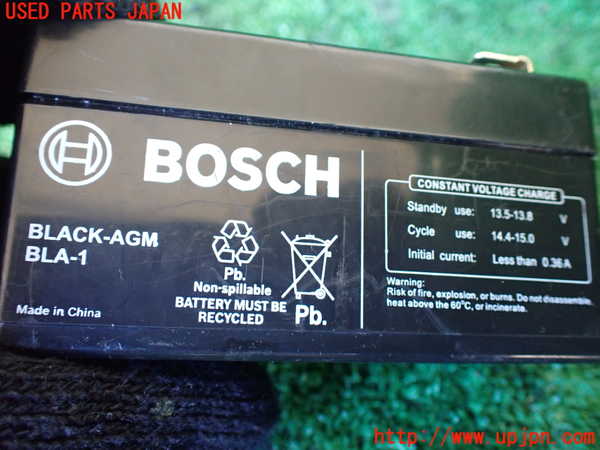 USED PARTS JAPAN
BOSCH
BLACK-AGM
BLA-1
Made in China
Pb.
Non-spillable
BATTERY MUST BE
RECYCLED
Pb.
CONSTANT VOLTAGE CHARGE
Standby use: 13.5-13.8 V
Cycle use: 14.4-15.0 V
Initial current: Less than 0.36A
Warning:
Risk of fire, explosion, or burns. Do not disassemble,
heat above the 60°C, or incinerate.
http://www.upjpn.com/